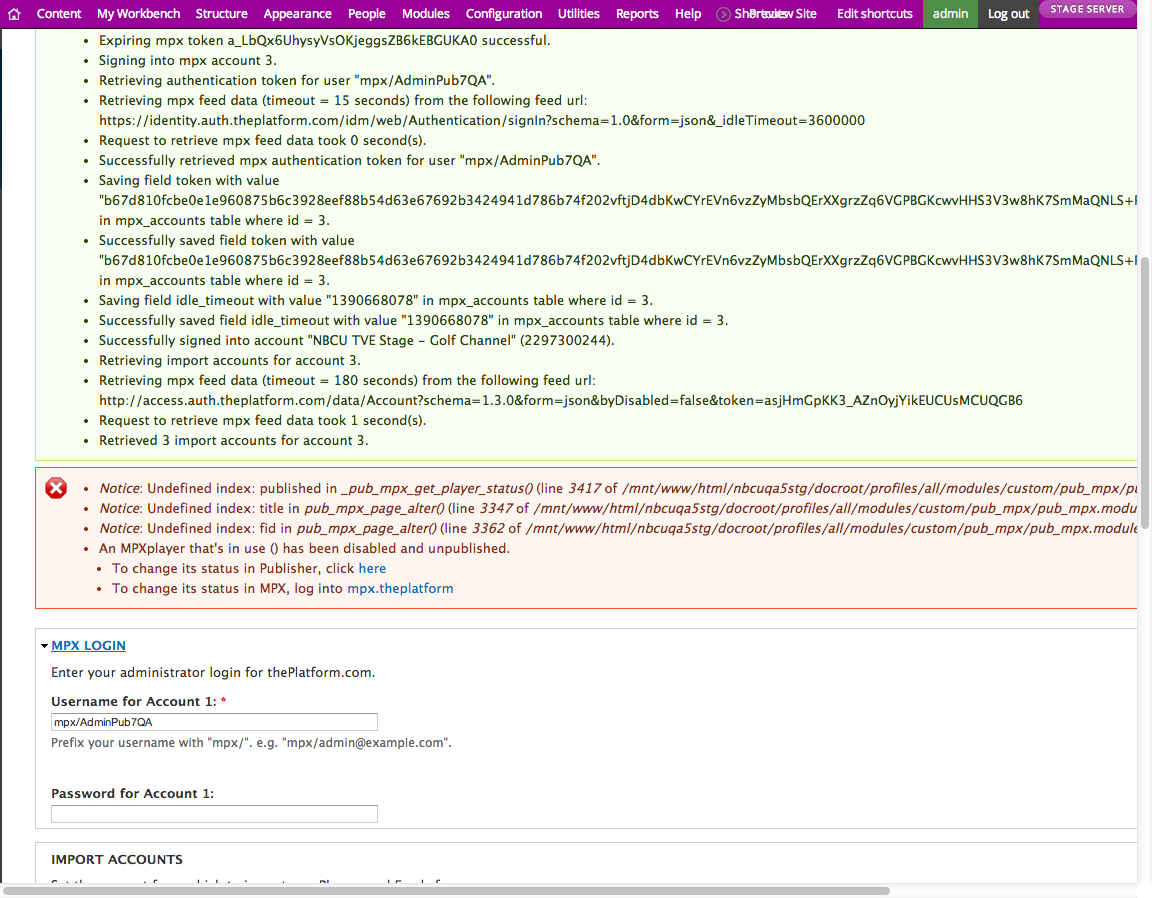 Content My Workbench Structure Appearance People Modules Configuration Utilities Reports Help Site Edit shortcuts admin Log out STAGE SERVER
Expiring mpx token a_LbQx6UhysyVsOKjeggsZB6kEBGUKA0 successful.
Signing into mpx account 3.
Retrieving authentication token for user "mpx/AdminPub7QA".
Retrieving mpx feed data (timeout = 15 seconds) from the following feed url:
https://identity.auth.theplatform.com/idm/web/Authentication/signIn?schema=1.0&form=json&_idleTimeout=3600000
Request to retrieve mpx feed data took 0 second(s).
Successfully retrieved mpx authentication token for user "mpx/AdminPub7QA".
Saving field token with value
"b67d810fcbe0e1e960875b6c3928eef88b54d63e67692b3424941d786b74f202vftjD4dbKwCYrEVn6vzZyMbsbQErXXgrzZq6VGPBGKcwvHHS3V3w8hK7SmMaQNLS+
in mpx_accounts table where id = 3.
Successfully saved field token with value
"b67d810fcbe0e1e960875b6c3928eef88b54d63e67692b3424941d786b74f202vftjD4dbKwCYrEVn6vzZyMbsbQErXXgrzZq6VGPBGKcwvHHS3V3w8hK7SmMaQNLS+
in mpx_accounts table where id = 3.
Saving field idle_timeout with value "1390668078" in mpx_accounts table where id = 3.
Successfully saved field idle_timeout with value "1390668078" in mpx_accounts table where id = 3.
Successfully signed into account "NBCU TVE Stage – Golf Channel" (2297300244).
Retrieving import accounts for account 3.
Retrieving mpx feed data (timeout = 180 seconds) from the following feed url:
http://access.auth.theplatform.com/data/Account?schema=1.3.0&form=json&byDisabled=false&token=asjHmGpKK3_AZnOyjYikEUCUsMCUQGB6
Request to retrieve mpx feed data took 1 second(s).
Retrieved 3 import accounts for account 3.
Notice: Undefined index: published in _pub_mpx_get_player_status() (line 3417 of /mnt/www/html/nbcuqa5stg/docroot/profiles/all/modules/custom/pub_mpx/pu
Notice: Undefined index: title in pub_mpx_page_alter() (line 3347 of /mnt/www/html/nbcuqa5stg/docroot/profiles/all/modules/custom/pub_mpx/pub_mpx.modu
Notice: Undefined index: fid in pub_mpx_page_alter() (line 3362 of /mnt/www/html/nbcuqa5stg/docroot/profiles/all/modules/custom/pub_mpx/pub_mpx.module
An MPXplayer that's in use () has been disabled and unpublished.
To change its status in Publisher, click here
To change its status in MPX, log into mpx.theplatform
MPX LOGIN
Enter your administrator login for thePlatform.com.
Username for Account 1: *
mpx/AdminPub7QA
Prefix your username with "mpx/". e.g. "mpx/admin@example.com".
Password for Account 1:
IMPORT ACCOUNTS